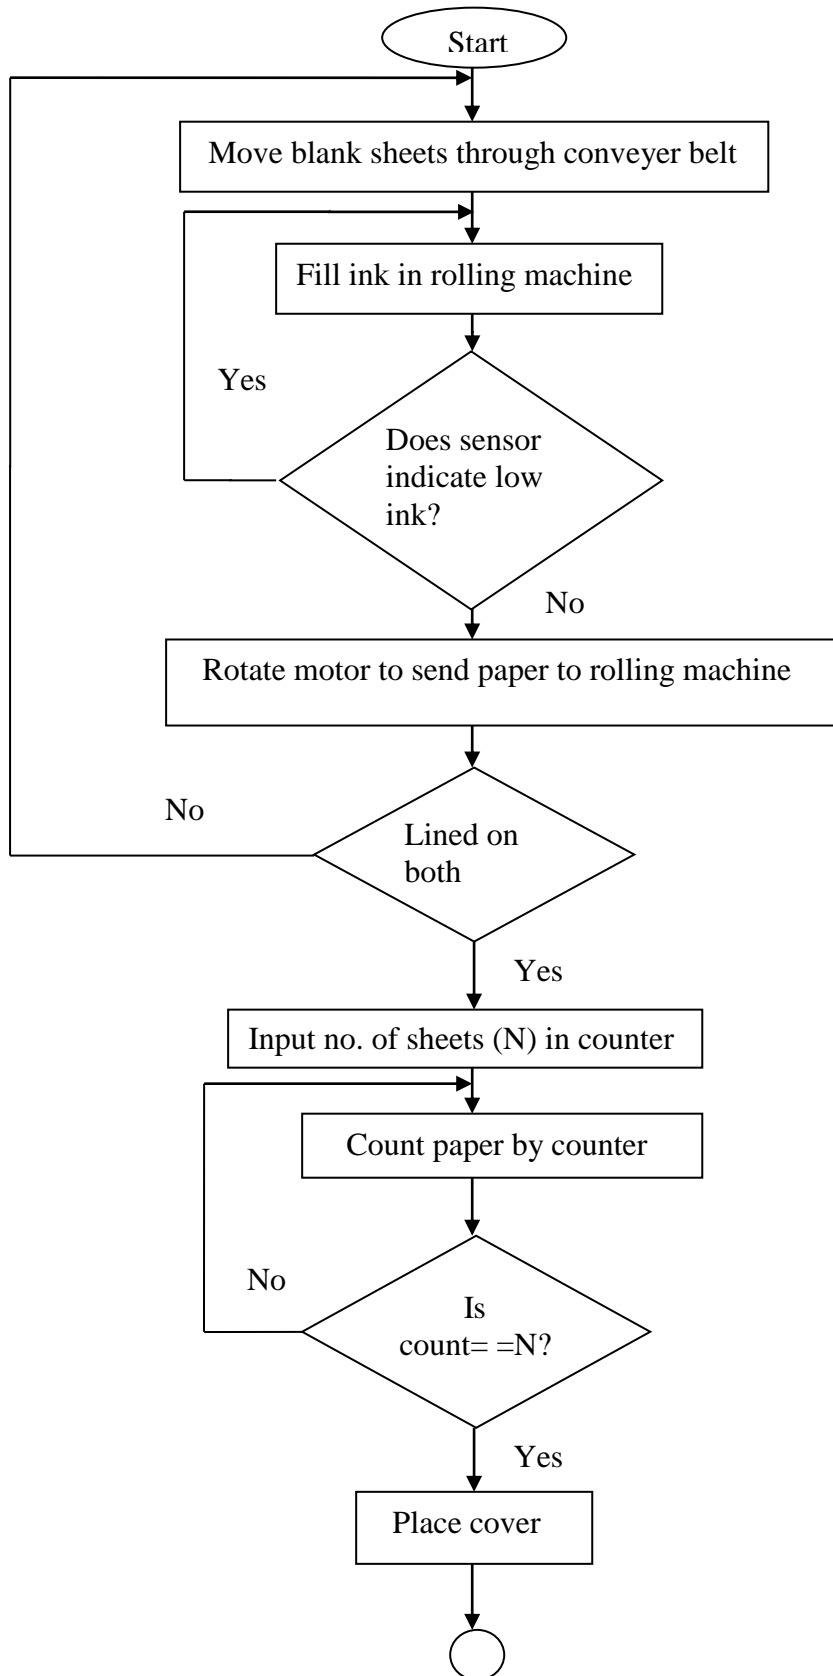 Start
Move blank sheets through conveyer belt
Fill ink in rolling machine
Yes
Does sensor
indicate low
ink?
No
Rotate motor to send paper to rolling machine
No
Lined on
both
Yes
Input no. of sheets (N) in counter
Count paper by counter
No
Is
count= =N?
Yes
Place cover